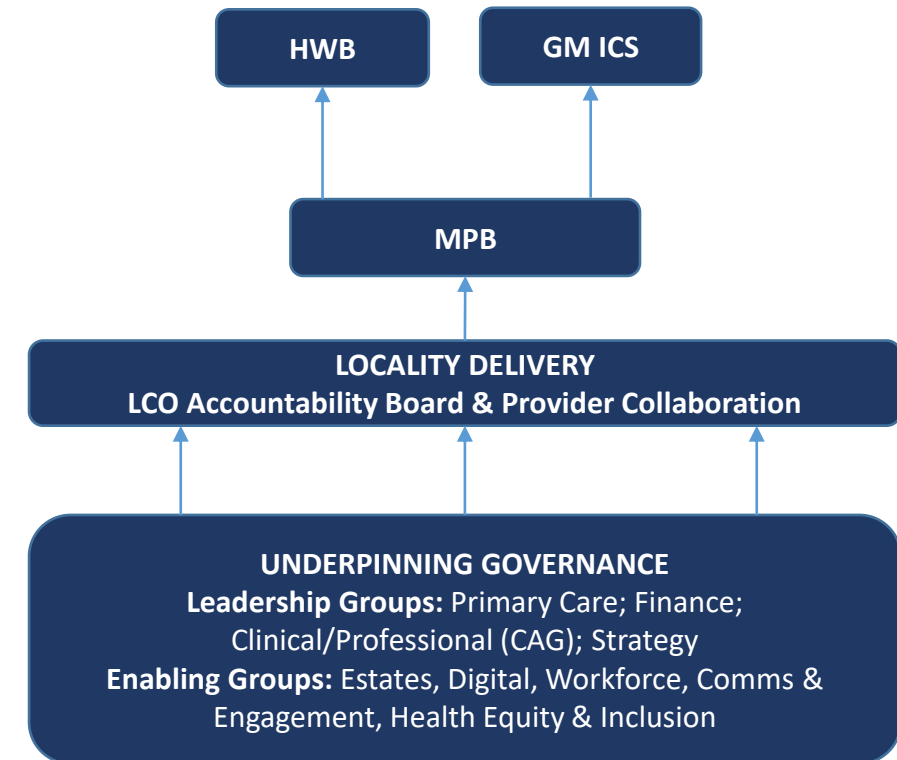 HWB
GM ICS
MPB
LOCALITY DELIVERY
LCO Accountability Board & Provider Collaboration
UNDERPINNING GOVERNANCE
Leadership Groups: Primary Care; Finance;
Clinical/Professional (CAG); Strategy
Enabling Groups: Estates, Digital, Workforce, Comms &
Engagement, Health Equity & Inclusion